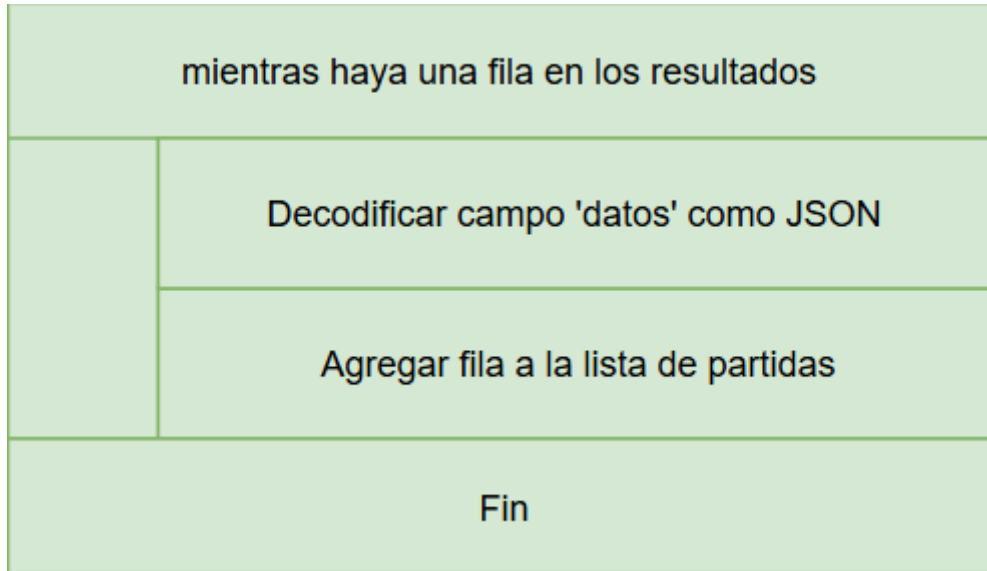 mientras haya una fila en los resultados
Decodificar campo 'datos' como JSON
Agregar fila a la lista de partidas
Fin